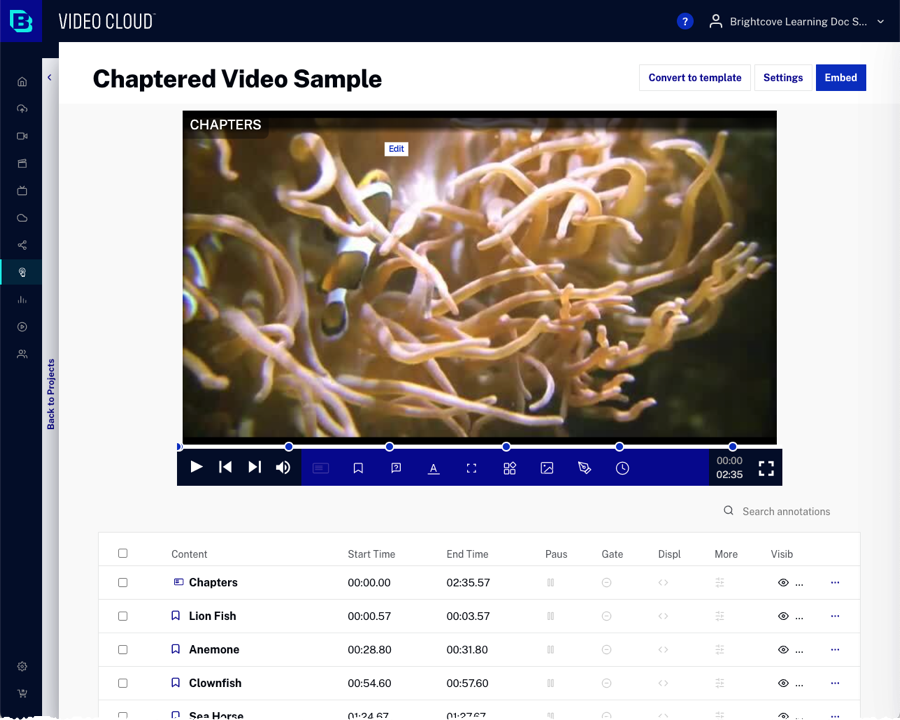 VIDEO CLOUD
? Brightcove Learning Doc S...
Chaptered Video Sample
Convert to template Settings Embed
Back to Projects
CHAPTERS
Edit
00:00
02:35
Search annotations
Content Start Time End Time Paus Gate Displ More Visib
Chapters 00:00.00 02:35.57 ... ...
Lion Fish 00:00.57 00:03.57 ... ...
Anemone 00:28.80 00:31.80 ... ...
Clownfish 00:54.60 00:57.60 ... ...
Sea Horse 01:24.67 01:27.67